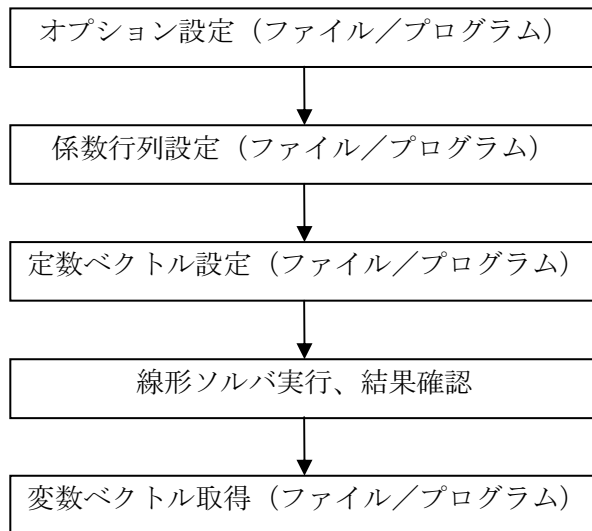 オプション設定（ファイル／プログラム）
係数行列設定（ファイル／プログラム）
定数ベクトル設定（ファイル／プログラム）
線形ソルバ実行、結果確認
変数ベクトル取得（ファイル／プログラム）